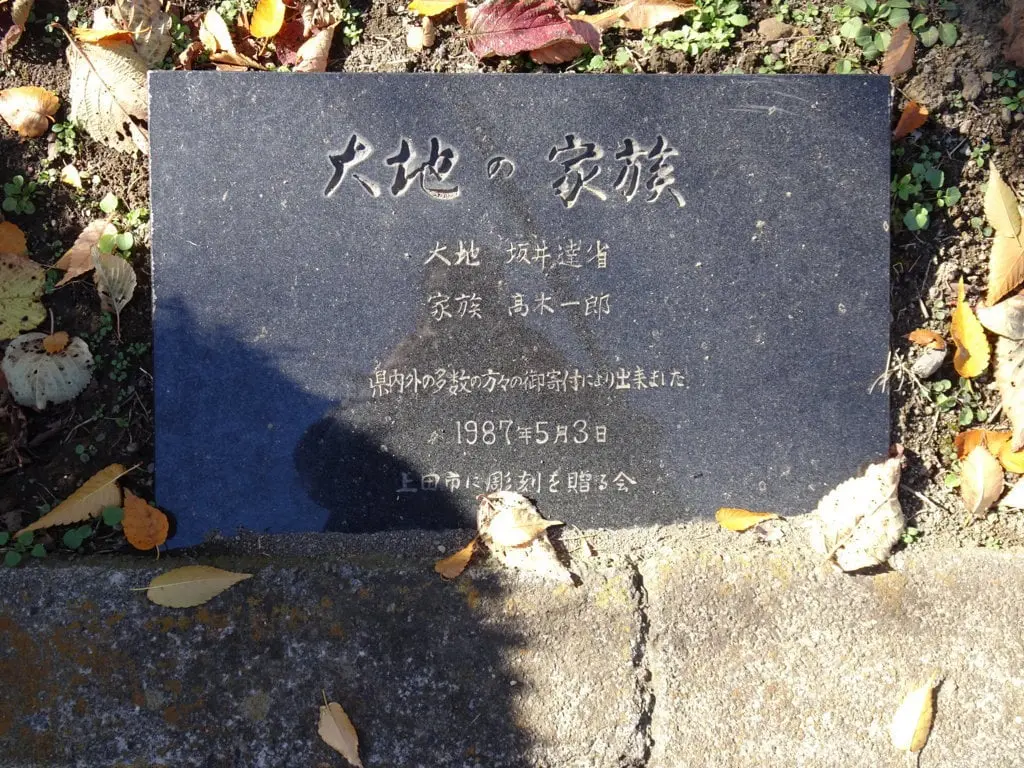 大地の家族
大地 坂井達省
家族 高木一郎
県内外の多数の方々の御寄付により出来ました
1987年5月3日
上田市に彫刻を贈る会